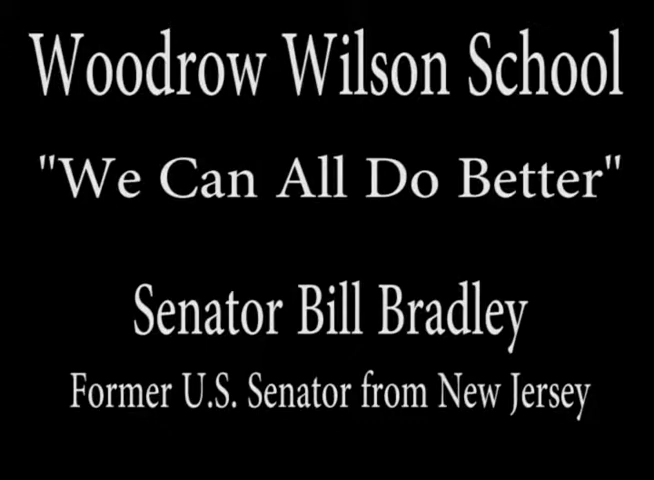 Woodrow Wilson School
"We Can All Do Better"
Senator Bill Bradley
Former U.S. Senator from New Jersey